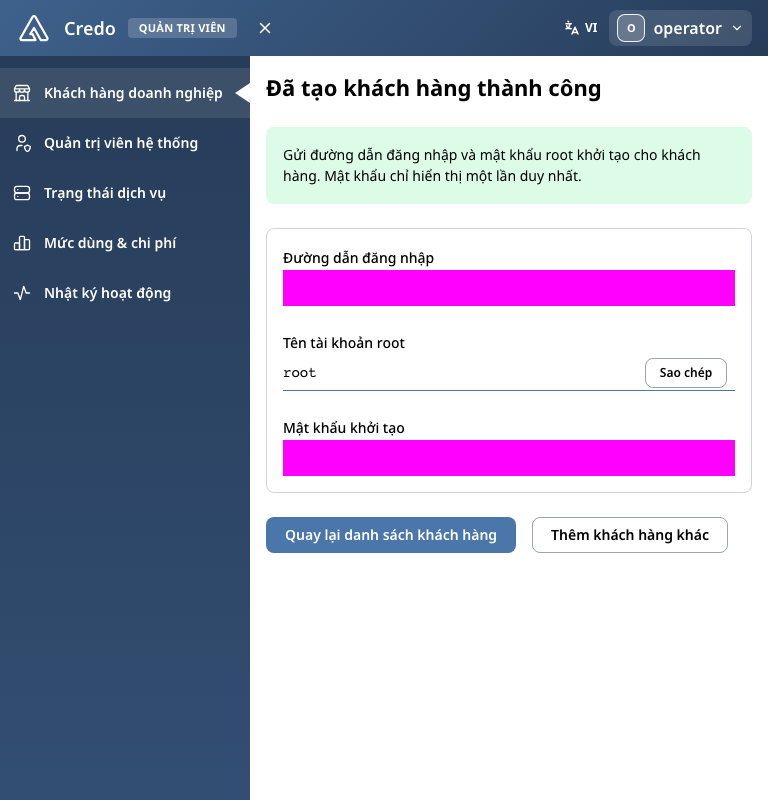 Credo
QUẢN TRỊ VIÊN
VI
O
operator
Khách hàng doanh nghiệp
Quản trị viên hệ thống
Trạng thái dịch vụ
Mức dùng & chi phí
Nhật ký hoạt động
Đã tạo khách hàng thành công
Gửi đường dẫn đăng nhập và mật khẩu root khởi tạo cho khách
hàng. Mật khẩu chỉ hiển thị một lần duy nhất.
Đường dẫn đăng nhập
Tên tài khoản root
root
Sao chép
Mật khẩu khởi tạo
Quay lại danh sách khách hàng
Thêm khách hàng khác